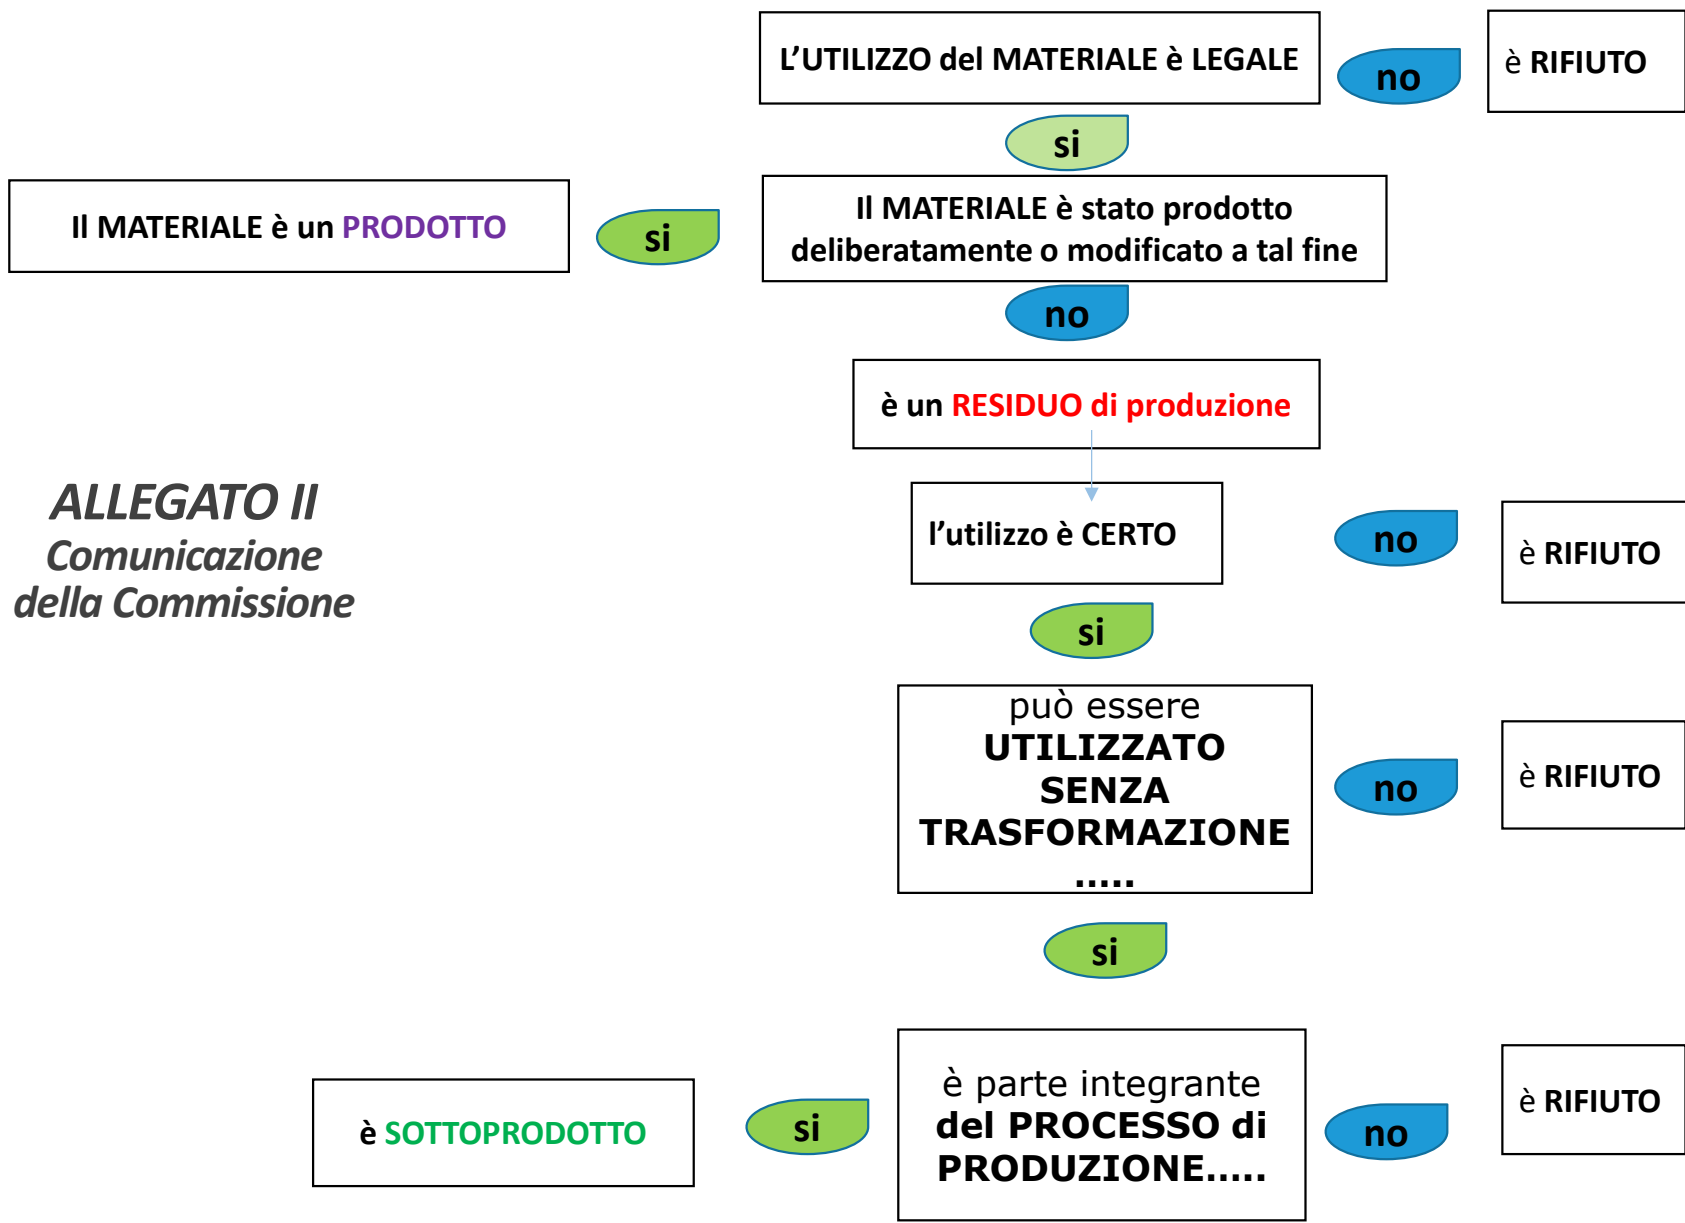 L’UTILIZZO del MATERIALE è LEGALE
no
è RIFIUTO
si
Il MATERIALE è un PRODOTTO
si
Il MATERIALE è stato prodotto
deliberatamente o modificato a tal fine
no
è un RESIDUO di produzione
ALLEGATO II
Comunicazione
della Commissione
l’utilizzo è CERTO
no
è RIFIUTO
si
può essere
UTILIZZATO
SENZA
TRASFORMAZIONE
.....
no
è RIFIUTO
si
è SOTTOPRODOTTO
si
è parte integrante
del PROCESSO di
PRODUZIONE.....
no
è RIFIUTO